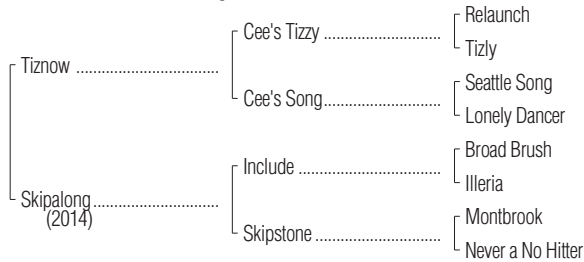 Relaunch
Cee's Tizzy
Tizly
Tiznow
Seattle Song
Cee's Song
Lonely Dancer
Broad Brush
Include
Illeria
Skipalong
(2014)
Montbrook
Skipstone
Never a No Hitter